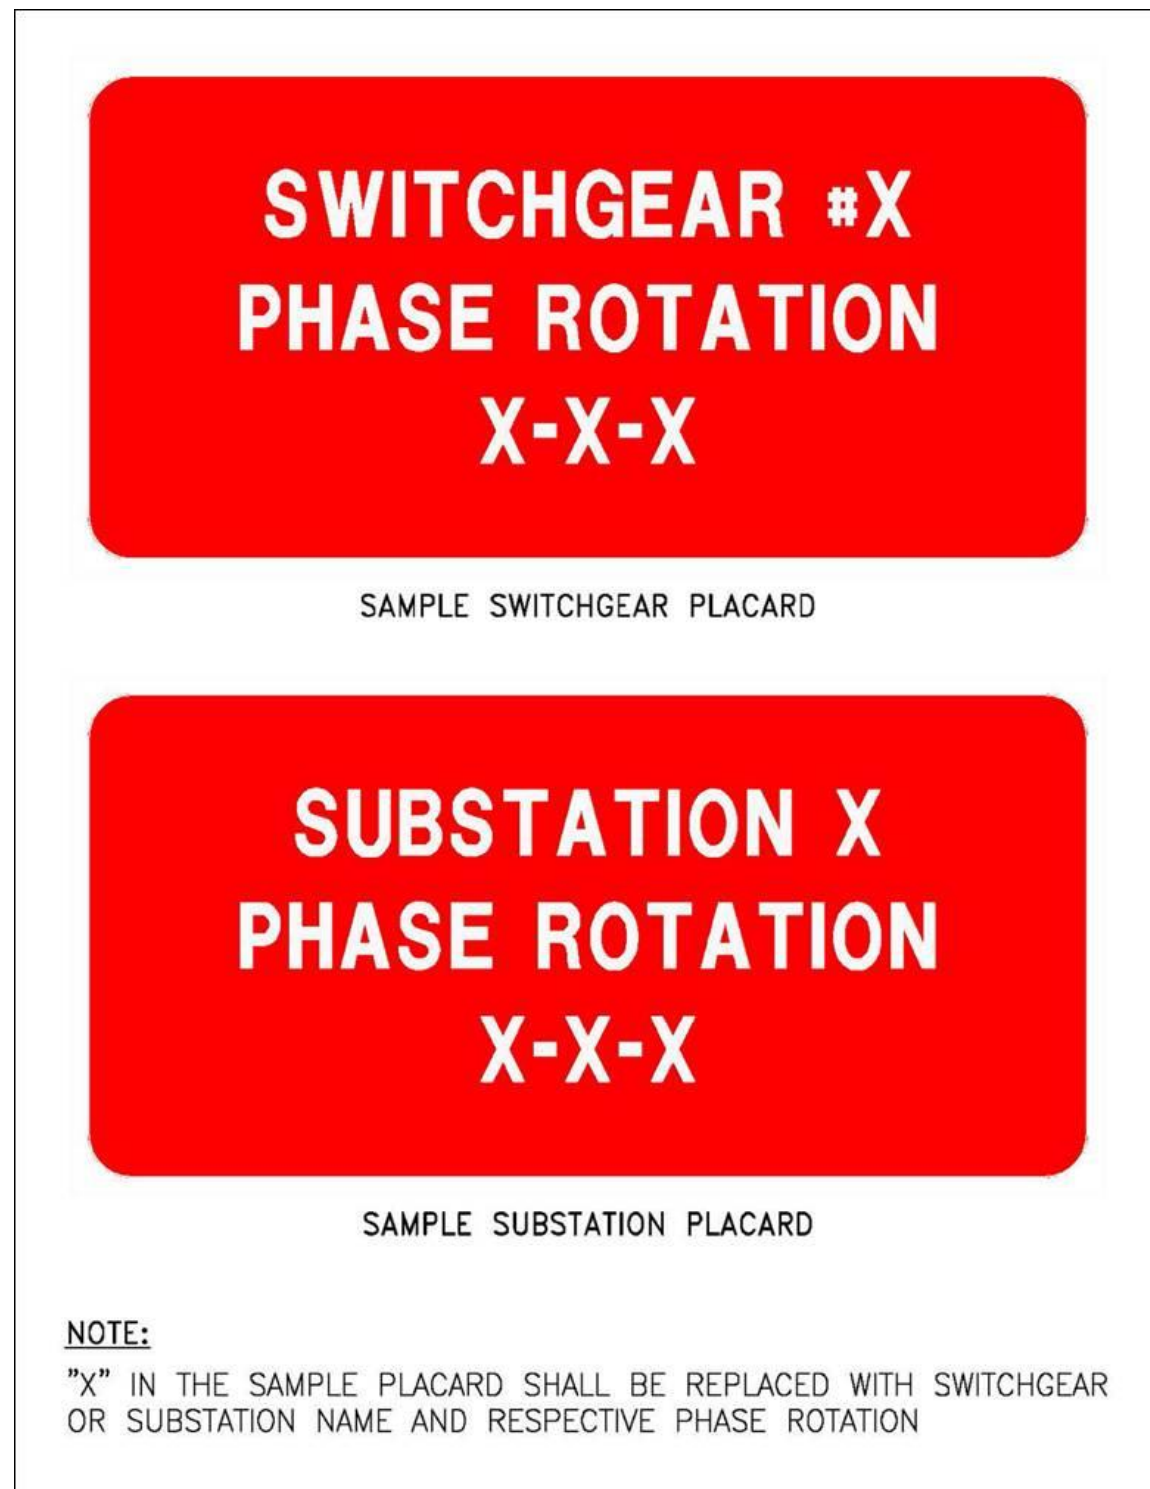 SWITCHGEAR #X
PHASE ROTATION
X-X-X
SAMPLE SWITCHGEAR PLACARD
SUBSTATION X
PHASE ROTATION
X-X-X
SAMPLE SUBSTATION PLACARD
NOTE:
"X" IN THE SAMPLE PLACARD SHALL BE REPLACED WITH SWITCHGEAR
OR SUBSTATION NAME AND RESPECTIVE PHASE ROTATION